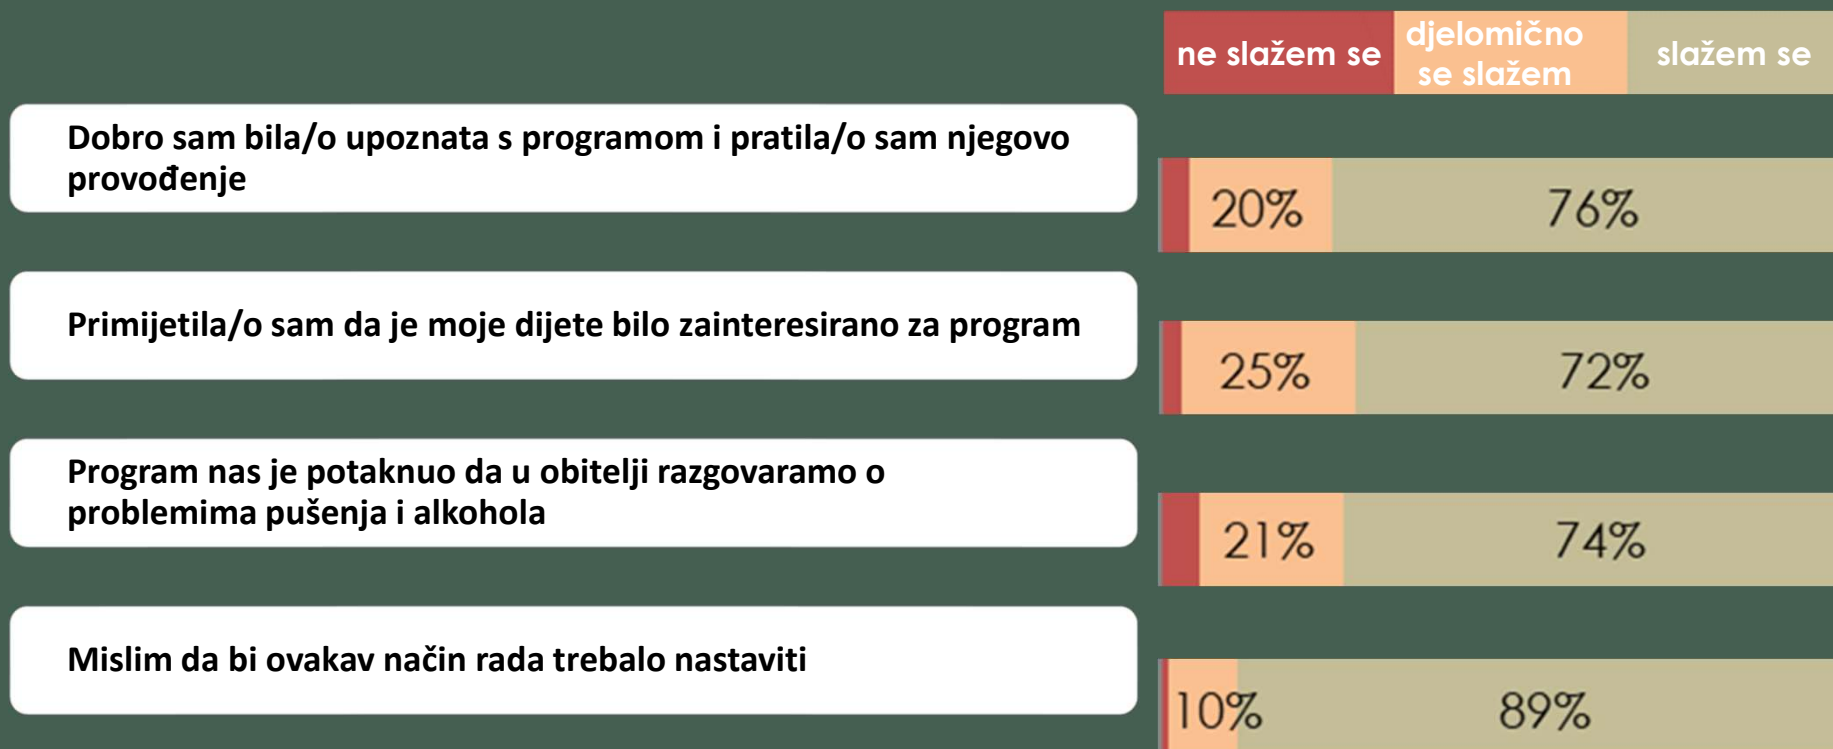 ne slažem se
djelomično
se slažem
slažem se
Dobro sam bila/o upoznata s programom i pratila/o sam njegovo
provođenje
20%
76%
Primijetila/o sam da je moje dijete bilo zainteresirano za program
25%
72%
Program nas je potaknuo da u obitelji razgovaramo o
problemima pušenja i alkohola
21%
74%
Mislim da bi ovakav način rada trebalo nastaviti
10%
89%